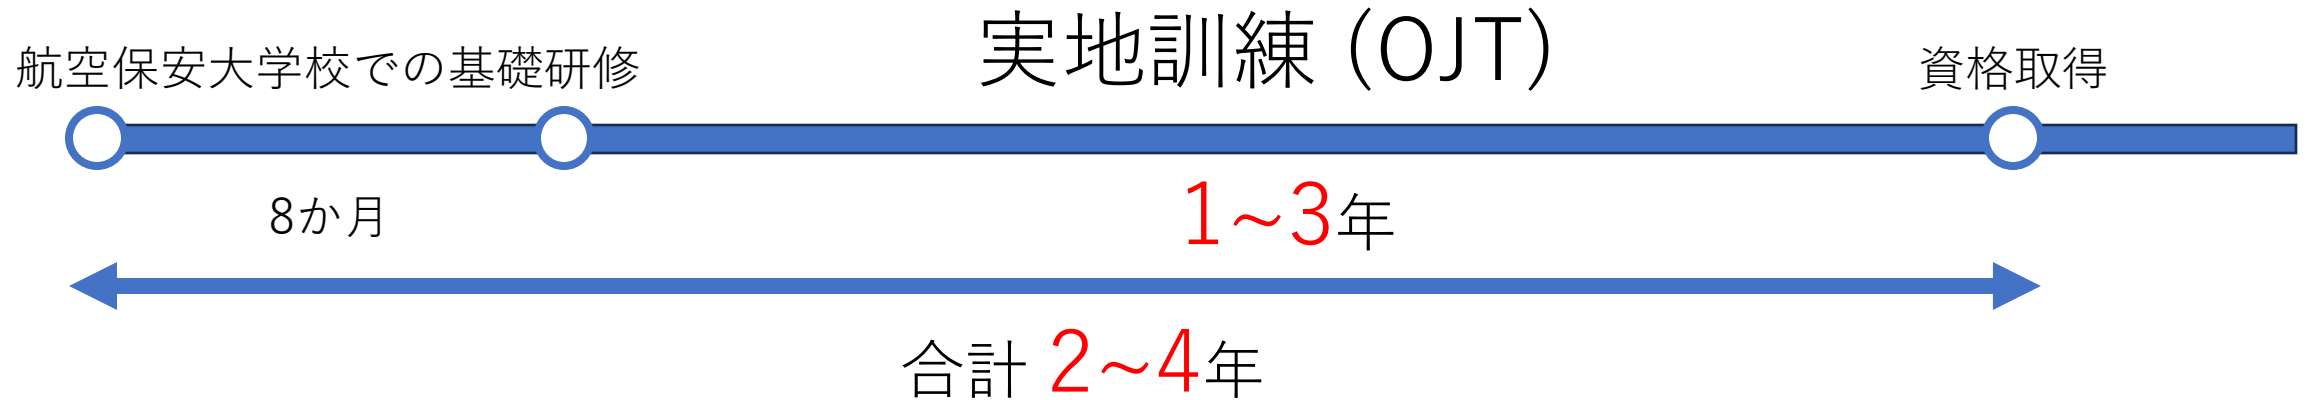 航空保安大学校での基礎研修
実地訓練 (OJT)
資格取得
8か月
1~3年
合計 2~4年